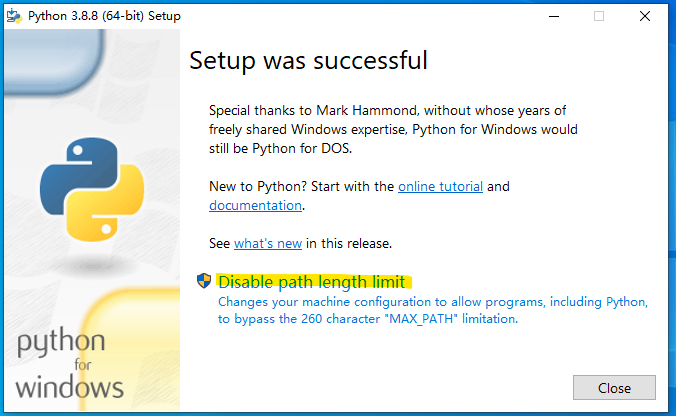 Python 3.8.8 (64-bit) Setup
Setup was successful
Special thanks to Mark Hammond, without whose years of
freely shared Windows expertise, Python for Windows would
still be Python for DOS.
New to Python? Start with the online tutorial and
documentation.
See what's new in this release.
Disable path length limit
Changes your machine configuration to allow programs, including Python,
to bypass the 260 character "MAX_PATH" limitation.
python
for
windows
Close